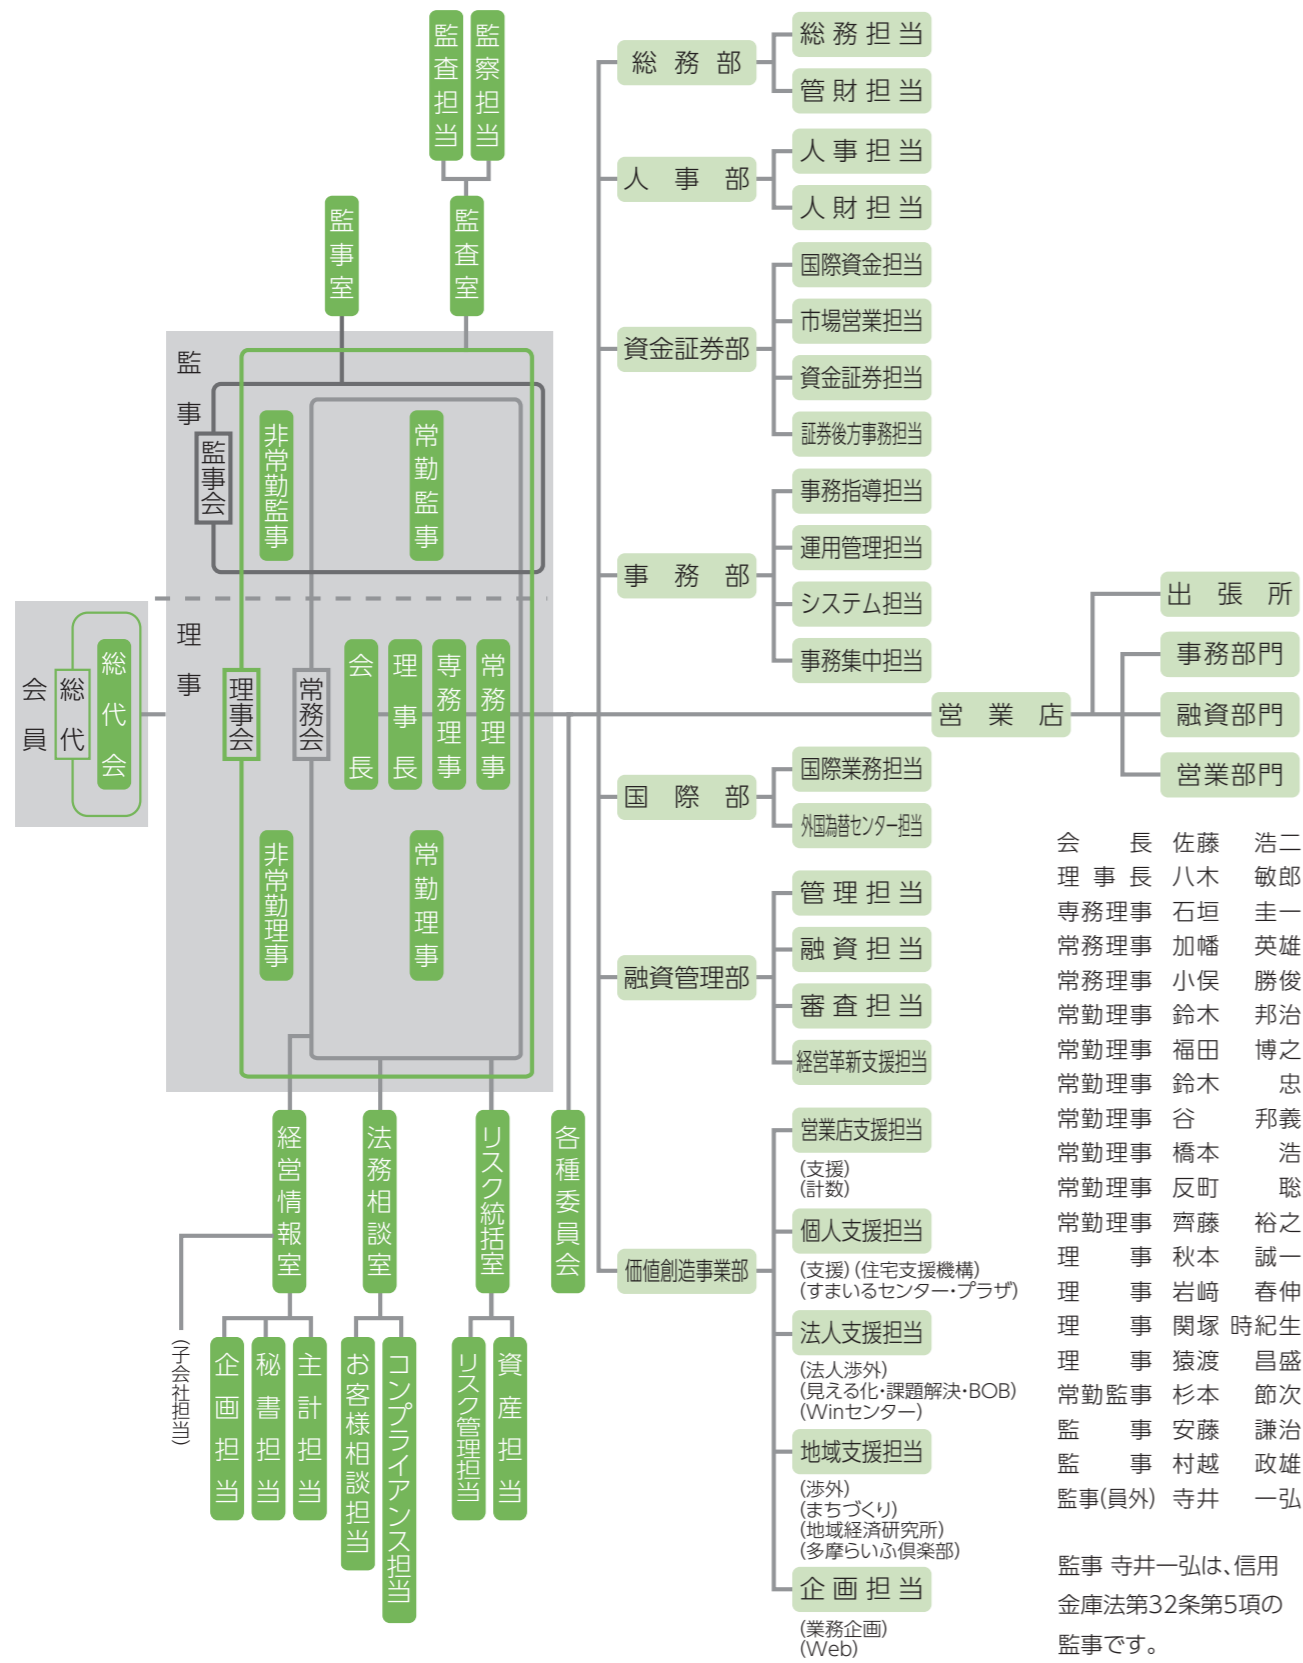 監査担当
監察担当
監事室
監査室
監事
監事会
非常勤監事
常勤監事
会員
総代
総代会
理事
理事会
常務会
会長
理事長
専務理事
常務理事
非常勤理事
常勤理事
経営情報室
法務相談室
リスク統括室
各種委員会
(子会社担当)
企画担当
秘書担当
主計担当
お客様相談担当
コンプライアンス担当
リスク管理担当
資産担当
総務部
総務担当
管財担当
人事部
人事担当
人財担当
資金証券部
国際資金担当
市場営業担当
資金証券担当
証券後方事務担当
事務部
事務指導担当
運用管理担当
システム担当
事務集中担当
営業店
出張所
事務部門
融資部門
営業部門
国際部
国際業務担当
外国為替センター担当
融資管理部
管理担当
融資担当
審査担当
経営革新支援担当
価値創造事業部
営業店支援担当
(支援)
(計数)
個人支援担当
(支援)(住宅支援機構)
(すまいるセンター・プラザ)
法人支援担当
(法人渉外)
(見える化・課題解決・BOB)
(Winセンター)
地域支援担当
(渉外)
(まちづくり)
(地域経済研究所)
(多摩らいふ倶楽部)
企画担当
(業務企画)
(Web)
会長 佐藤 浩二
理事長 八木 敏郎
専務理事 石垣 圭一
常務理事 加幡 英雄
常務理事 小俣 勝俊
常勤理事 鈴木 邦治
常勤理事 福田 博之
常勤理事 鈴木 忠
常勤理事 谷 邦義
常勤理事 橋本 浩
常勤理事 反町 聡
常勤理事 齊藤 裕之
理事 秋本 誠一
理事 岩﨑 春伸
理事 関塚 時紀生
理事 猿渡 昌盛
常勤監事 杉本 節次
監事 安藤 謙治
監事 村越 政雄
監事(員外) 寺井 一弘
監事 寺井一弘は、信用
金庫法第32条第5項の
監事です。